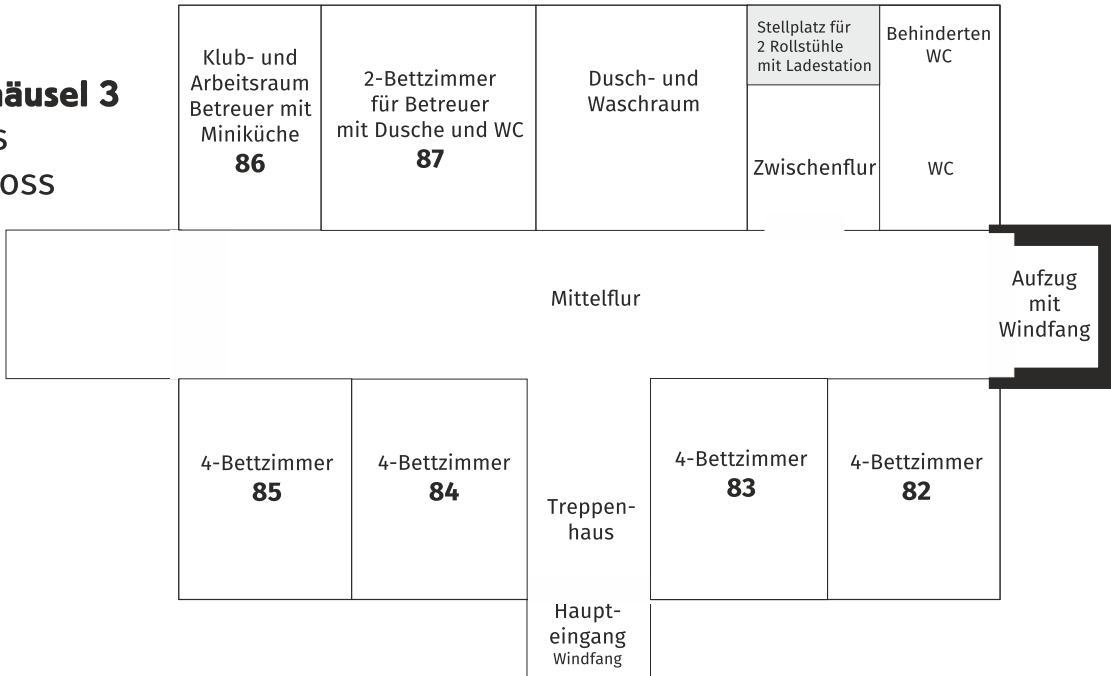 3
Klub- und
Arbeitsraum
Betreuer mit
Miniküche
86
2-Bettzimmer
für Betreuer
mit Dusche und WC
87
Dusch- und
Waschraum
Stellplatz für
2 Rollstühle
mit Ladestation
Zwischenflur
Behinderten
WC
WC
Mittelflur
Aufzug
mit
Windfang
4-Bettzimmer
85
4-Bettzimmer
84
Treppen-
haus
4-Bettzimmer
83
4-Bettzimmer
82
Haupt-
eingang
Windfang